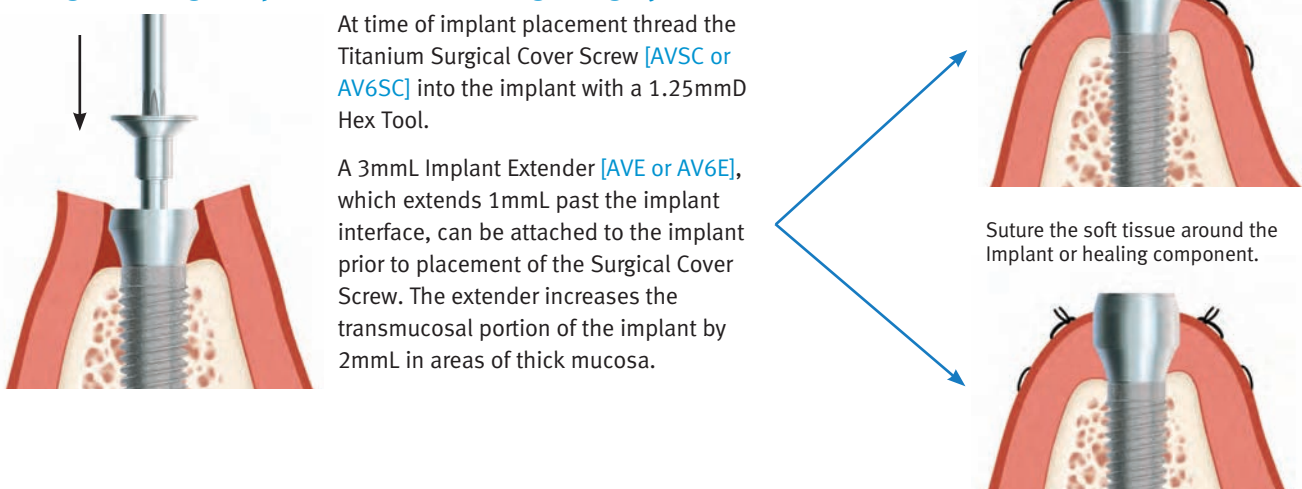 At time of implant placement thread the
Titanium Surgical Cover Screw [AVSC or
AV6SC] into the implant with a 1.25mmD
Hex Tool.
A 3mmL Implant Extender [AVE or AV6E],
which extends 1mmL past the implant
interface, can be attached to the implant
prior to placement of the Surgical Cover
Screw. The extender increases the
transmucosal portion of the implant by
2mmL in areas of thick mucosa.
Suture the soft tissue around the
Implant or healing component.